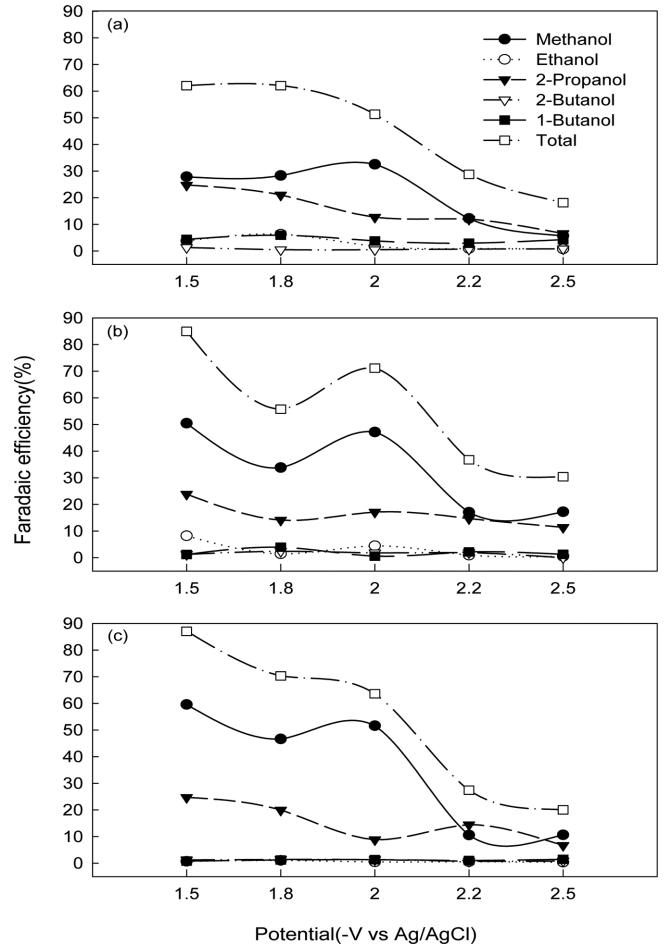 90
(a)
80
Methanol
Ethanol
70
2-Propanol
60
2-Butanol
50
1-Butanol
Total
40
30
20
10
0
1.5 1.8 2 2.2 2.5
90
(b)
80
70
60
50
40
30
20
10
0
1.5 1.8 2 2.2 2.5
Faradaic efficiency(%)
90
(c)
80
70
60
50
40
30
20
10
0
1.5 1.8 2 2.2 2.5
Potential(-V vs Ag/AgCl)